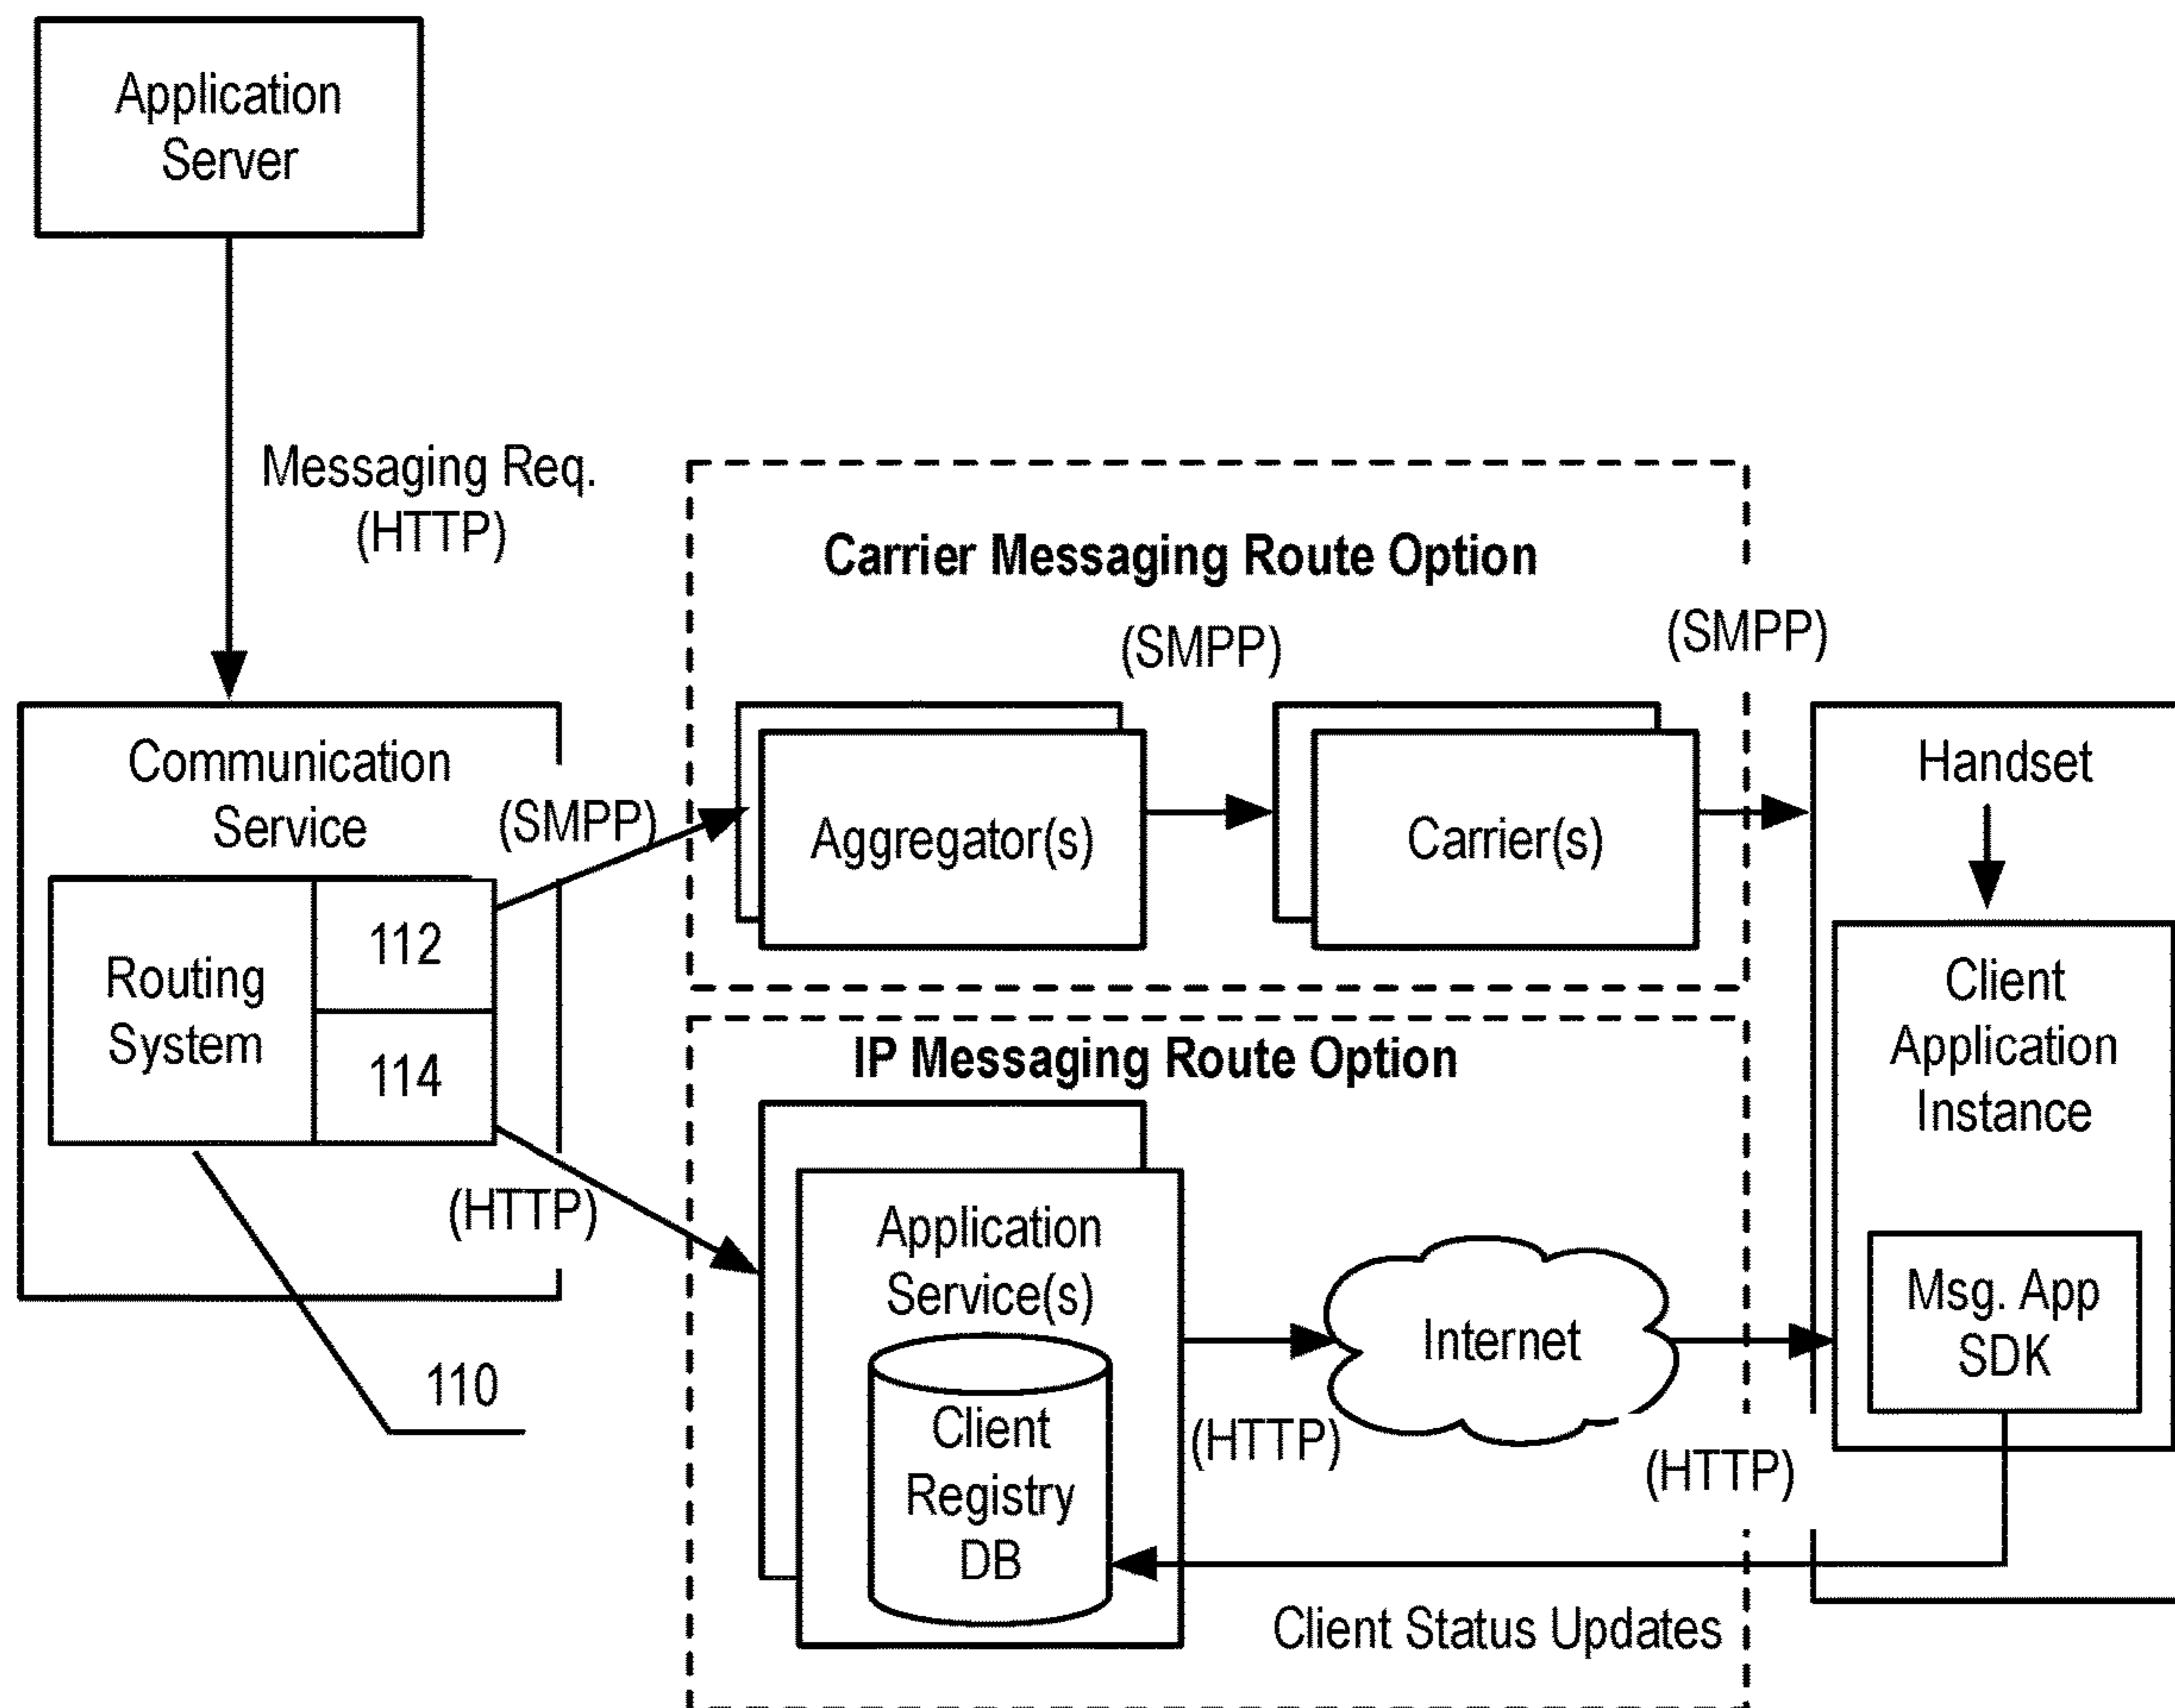 Application
Server
Messaging Req.
(HTTP)
Carrier Messaging Route Option
(SMPP)
(SMPP)
Communication
Service
(SMPP)
Aggregator(s)
Carrier(s)
Handset
Routing
System
112
114
Client
Application
Instance
IP Messaging Route Option
(HTTP)
Application
Service(s)
Client
Registry
DB
Internet
Msg. App
SDK
110
(HTTP)
(HTTP)
Client Status Updates